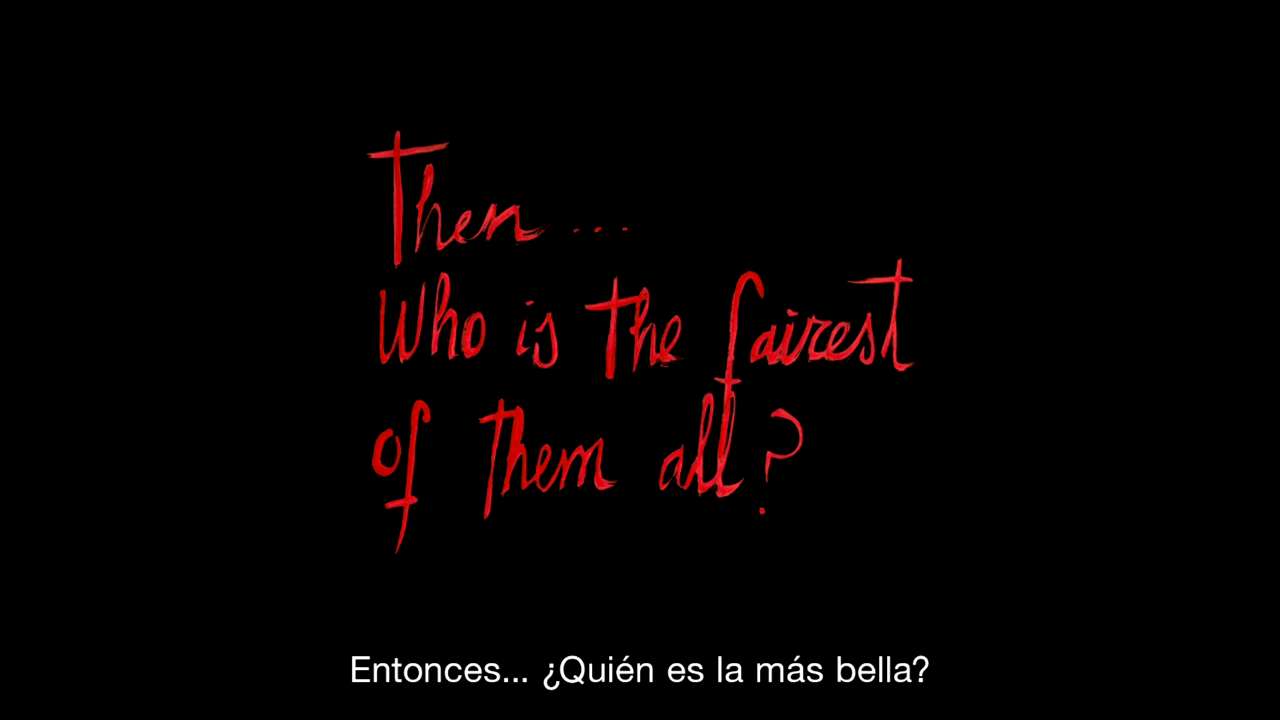 Then...
Who is the fairest
of them all?
Entonces... ¿Quién es la más bella?